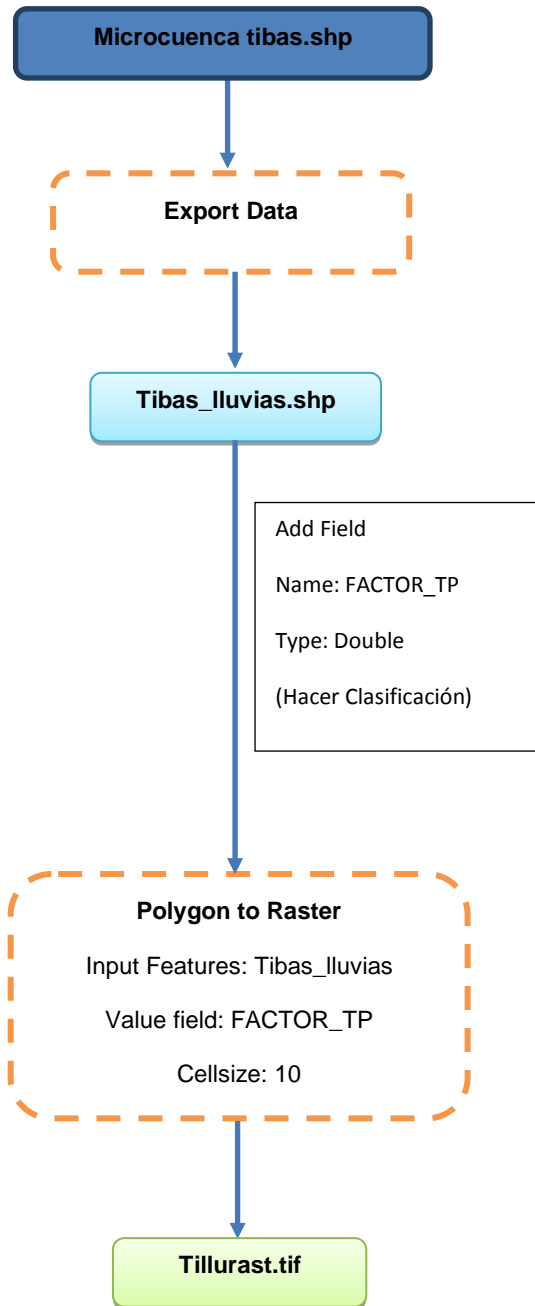 Microcuenca tibas.shp
Export Data
Tibas_lluvias.shp
Add Field
Name: FACTOR_TP
Type: Double
(Hacer Clasificación)
Polygon to Raster
Input Features: Tibas_lluvias
Value field: FACTOR_TP
Cellsize: 10
Tillurast.tif